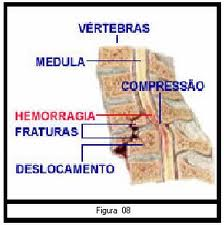 VÉRTEBRAS
MEDULA
COMPRESSÃO
HEMORRAGIA
FRATURAS
DESLOCAMENTO
Figura 08